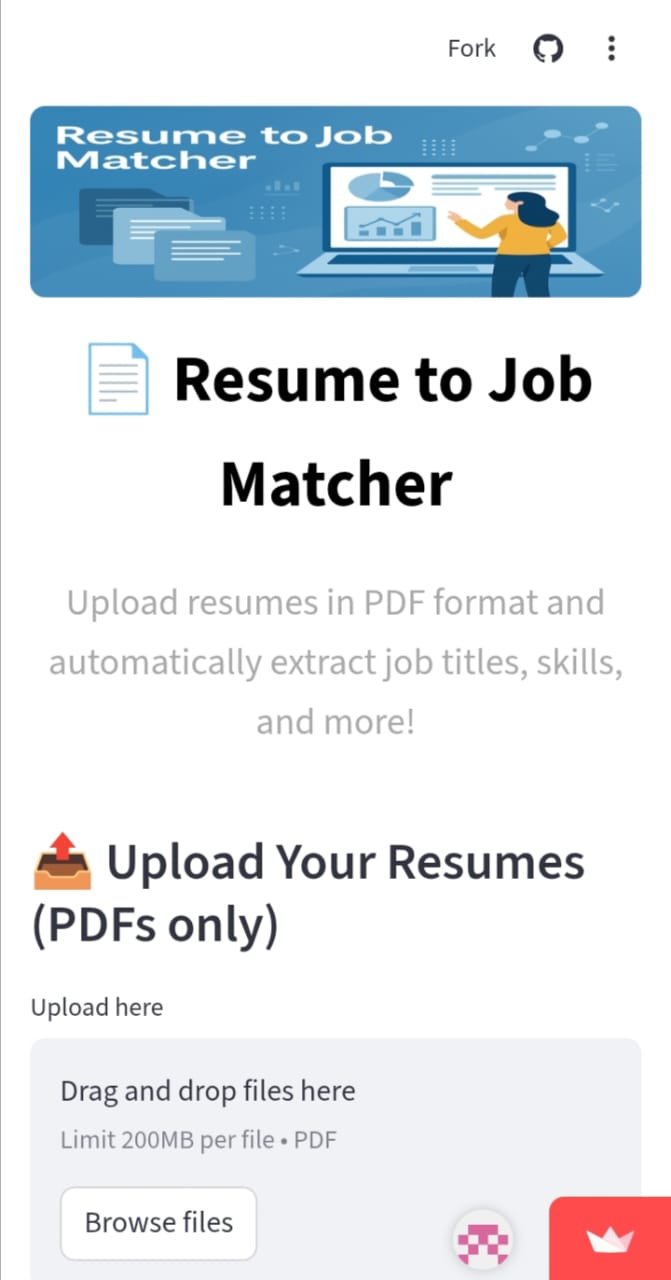 Fork
Resume to Job
Matcher
Resume to Job
Matcher
Upload resumes in PDF format and
automatically extract job titles, skills,
and more!
Upload Your Resumes
(PDFs only)
Upload here
Drag and drop files here
Limit 200MB per file • PDF
Browse files